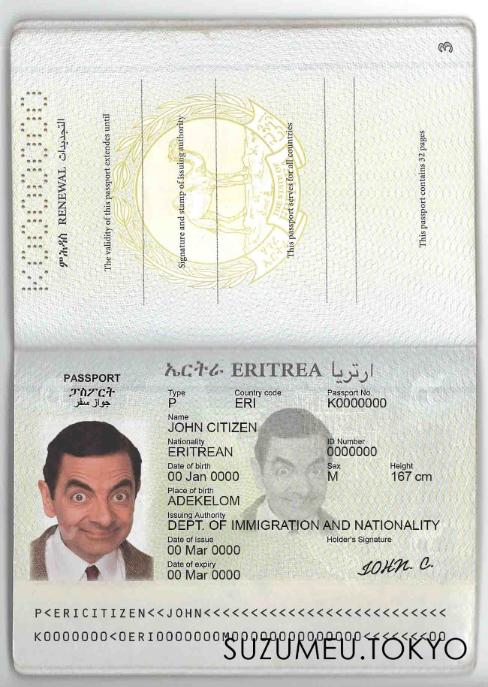 3
K0000000
ምሕዳስ RENEWAL التجديدات
The validity of this passport extendes until
Signature and stamp of issuing authority
This passport serves for all countries
This passport contains 32 pages
PASSPORT
ፓስፖርት
جواز سفر
ኤርትራ ERITREA ارتريا
Type Country code Passport No.
P ERI K0000000
Name
JOHN CITIZEN
Nationality ID Number
ERITREAN 0000000
Date of birth Sex Height
00 Jan 0000 M 167 cm
Place of birth
ADEKELOM
Issuing Authority
DEPT. OF IMMIGRATION AND NATIONALITY
Date of issue Holder's Signature
00 Mar 0000
Date of expiry
00 Mar 0000 JOHN. C.
P<ERICITIZEN<<JOHN<<<<<<<<<<<<<<<<<<<<<<<<<<
K0000000<0ERI0000000M000000000000000<<<<<<00
SUZUMEU.TOKYO